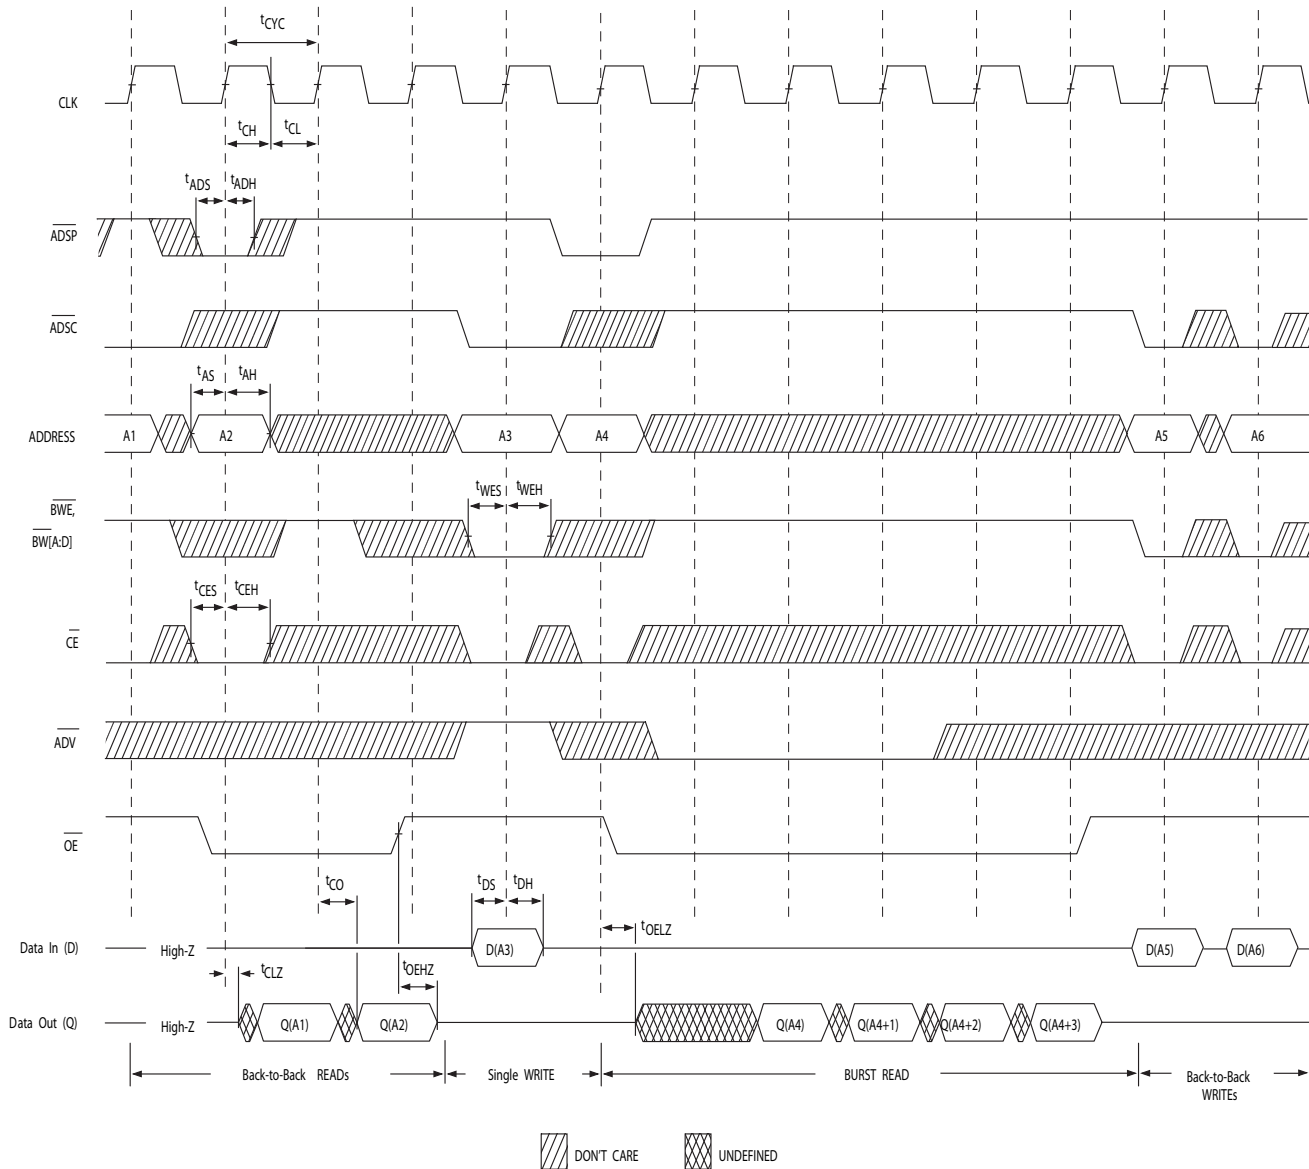 tCYC
CLK
tCH tCL
tADS tADH
ADSP
ADSC
tAS tAH
ADDRESS A1 A2 A3 A4 A5 A6
tWES tWEH
BWE,
BW[A:D]
tCES tCEH
CE
ADV
OE
tCO tDS tDH
tOELZ
Data In (D) High-Z D(A3) D(A5) D(A6)
tCLZ tOEHZ
Data Out (Q) High-Z Q(A1) Q(A2) Q(A4) Q(A4+1) Q(A4+2) Q(A4+3)
Back-to-Back READs Single WRITE BURST READ Back-to-Back
WRITEs
DON'T CARE UNDEFINED